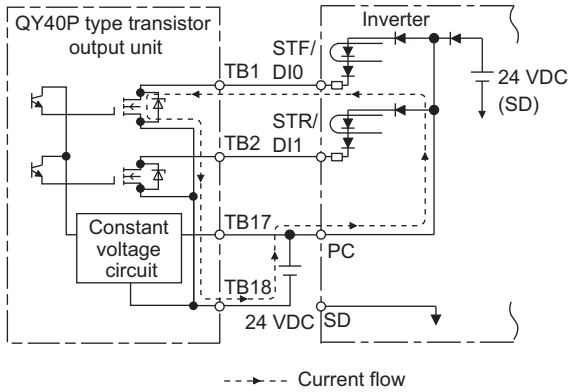 QY40P type transistor
output unit
Inverter
STF/
DI0
TB1
24 VDC
(SD)
STR/
DI1
TB2
TB17
Constant
voltage
circuit
PC
TB18
24 VDC
SD
Current flow